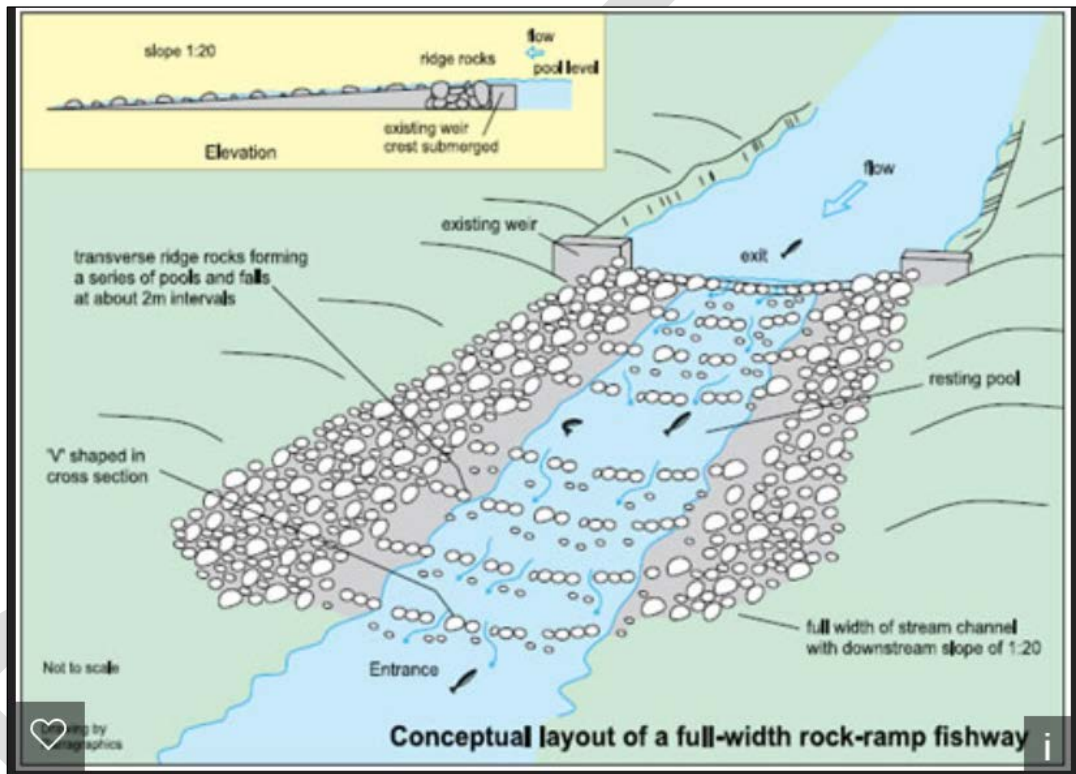 slope 1:20
ridge rocks
flow
pool level
existing weir
crest submerged
Elevation
flow
existing weir
exit
transverse ridge rocks forming
a series of pools and falls
at about 2m intervals
resting pool
'V' shaped in
cross section
full width of stream channel
with downstream slope of 1:20
Not to scale
Entrance
by
Conceptual layout of a full-width rock-ramp fishway
i